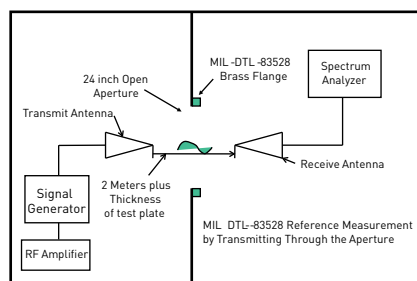 MIL -DTL -83528
Brass Flange
Spectrum
Analyzer
24 inch Open
Aperture
Transmit Antenna
Receive Antenna
2 Meters plus
Thickness
of test plate
Signal
Generator
RF Amplifier
MIL DTL--83528 Reference Measurement
by Transmitting Through the Aperture